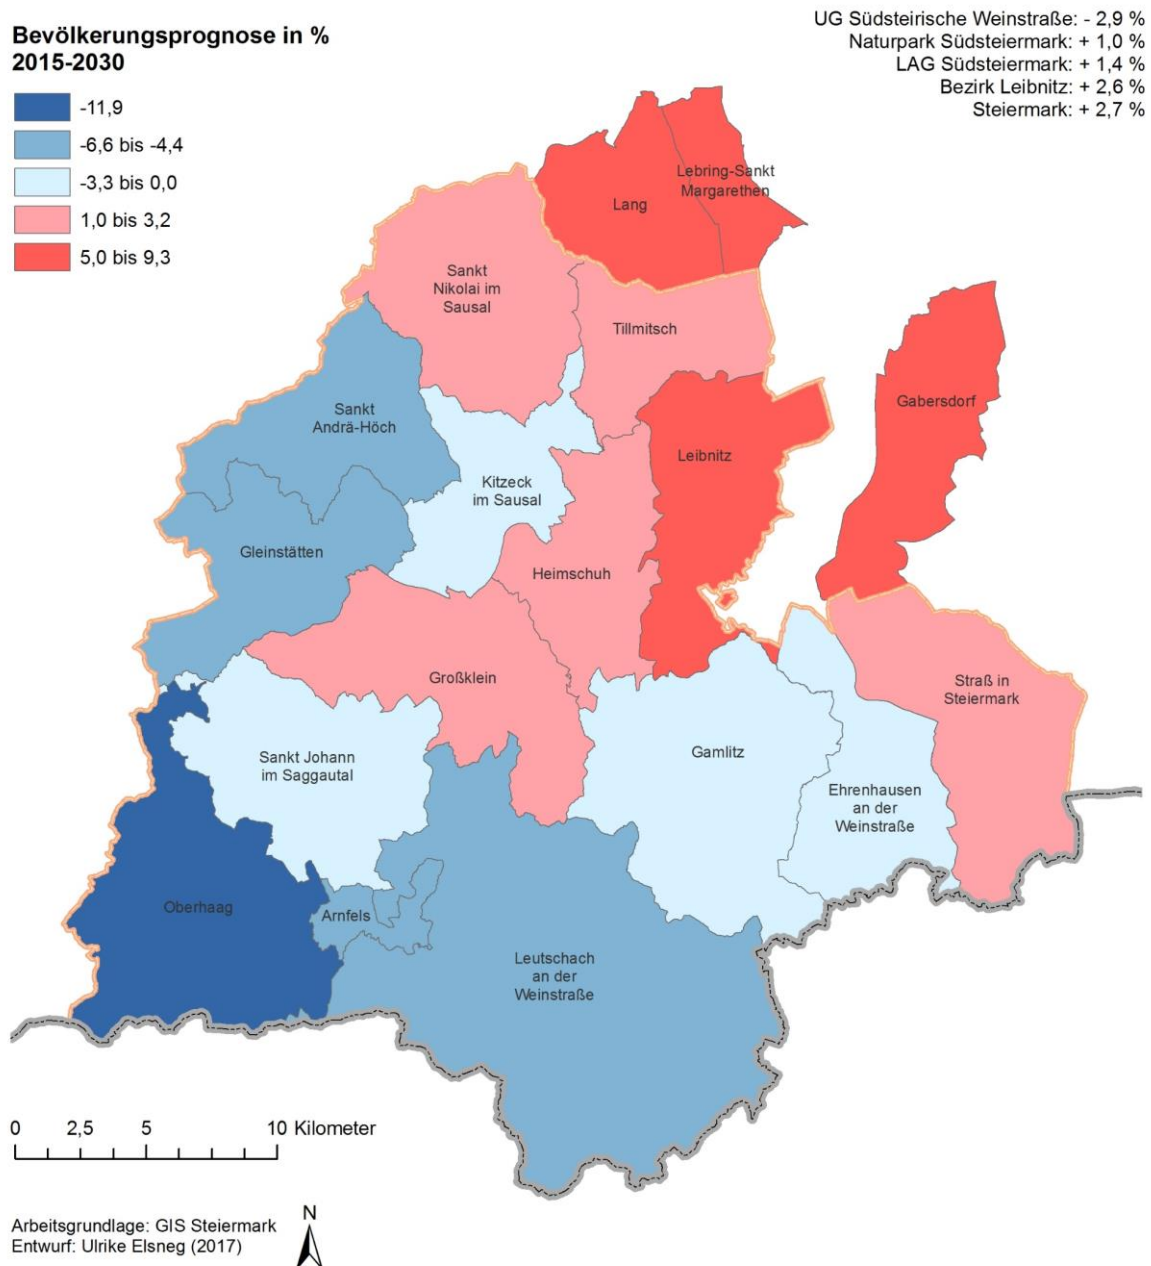 Bevölkerungsprognose in %
2015-2030
-11,9
-6,6 bis -4,4
-3,3 bis 0,0
1,0 bis 3,2
5,0 bis 9,3
UG Südsteirische Weinstraße: - 2,9 %
Naturpark Südsteiermark: + 1,0 %
LAG Südsteiermark: + 1,4 %
Bezirk Leibnitz: + 2,6 %
Steiermark: + 2,7 %
Lebring-Sankt
Margarethen
Lang
Sankt
Nikolai im
Sausal
Tillmitsch
Gabersdorf
Sankt
Andrä-Höch
Leibnitz
Kitzeck
im Sausal
Gleinstätten
Heimschuh
Großklein
Straß in
Steiermark
Sankt Johann
im Saggautal
Gamlitz
Ehrenhausen
an der
Weinstraße
Oberhaag
Arnfels
Leutschach
an der
Weinstraße
0 2,5 5 10 Kilometer
Arbeitsgrundlage: GIS Steiermark
Entwurf: Ulrike Elsneg (2017)
N